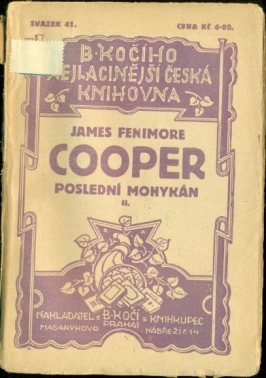 SVAZEK 41. CENA Kč 4·80.
B·KOČÍHO
NEJLACINĚJŠÍ ČESKÁ
KNIHOVNA
JAMES FENIMORE
COOPER
POSLEDNÍ MOHYKÁN
II.
NAKLADATEL B·KOČÍ KNIHKUPEC
PRAHA I
MASARYKOVO NÁBŘEŽÍ Č·14